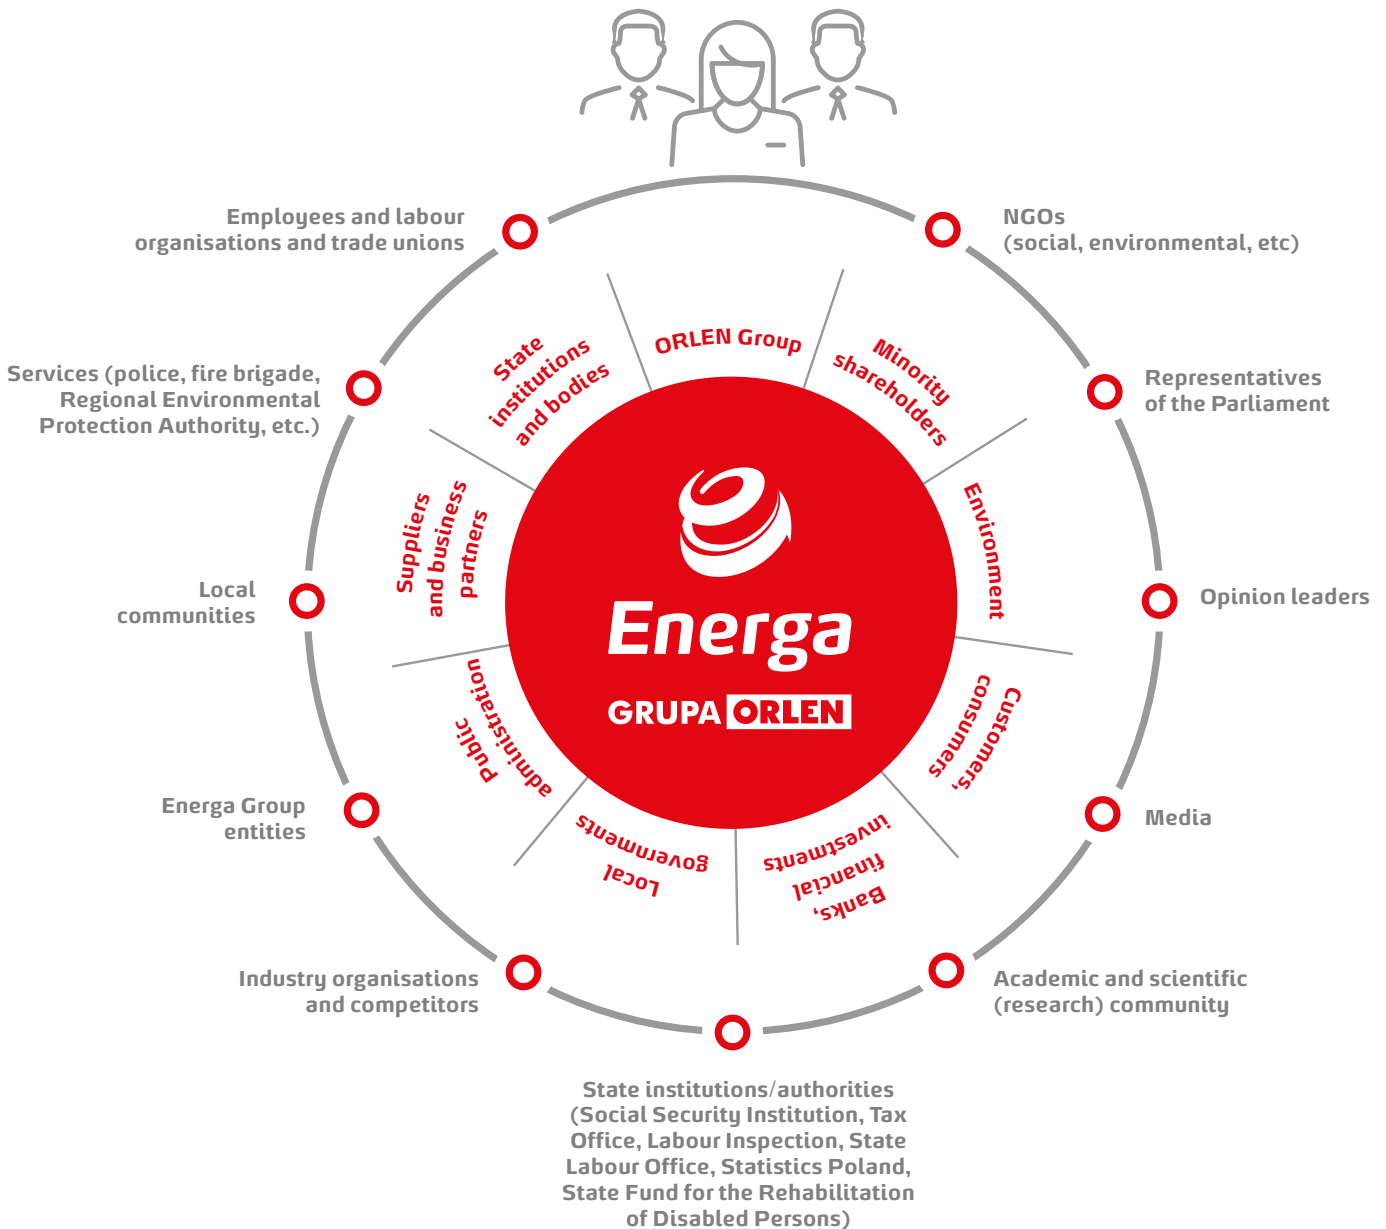 Employees and labour
organisations and trade unions
NGOs
(social, environmental, etc)
Services (police, fire brigade,
Regional Environmental
Protection Authority, etc.)
Representatives
of the Parliament
Local
communities
Opinion leaders
Energa Group
entities
Media
Industry organisations
and competitors
Academic and scientific
(research) community
State institutions/authorities
(Social Security Institution, Tax
Office, Labour Inspection, State
Labour Office, Statistics Poland,
State Fund for the Rehabilitation
of Disabled Persons)
ORLEN Group
Minority
shareholders
Environment
Customers,
consumers
Banks,
financial
investments
Local
governments
Public
administration
Suppliers
and business
partners
State
institutions
and bodies
Energa
GRUPA ORLEN